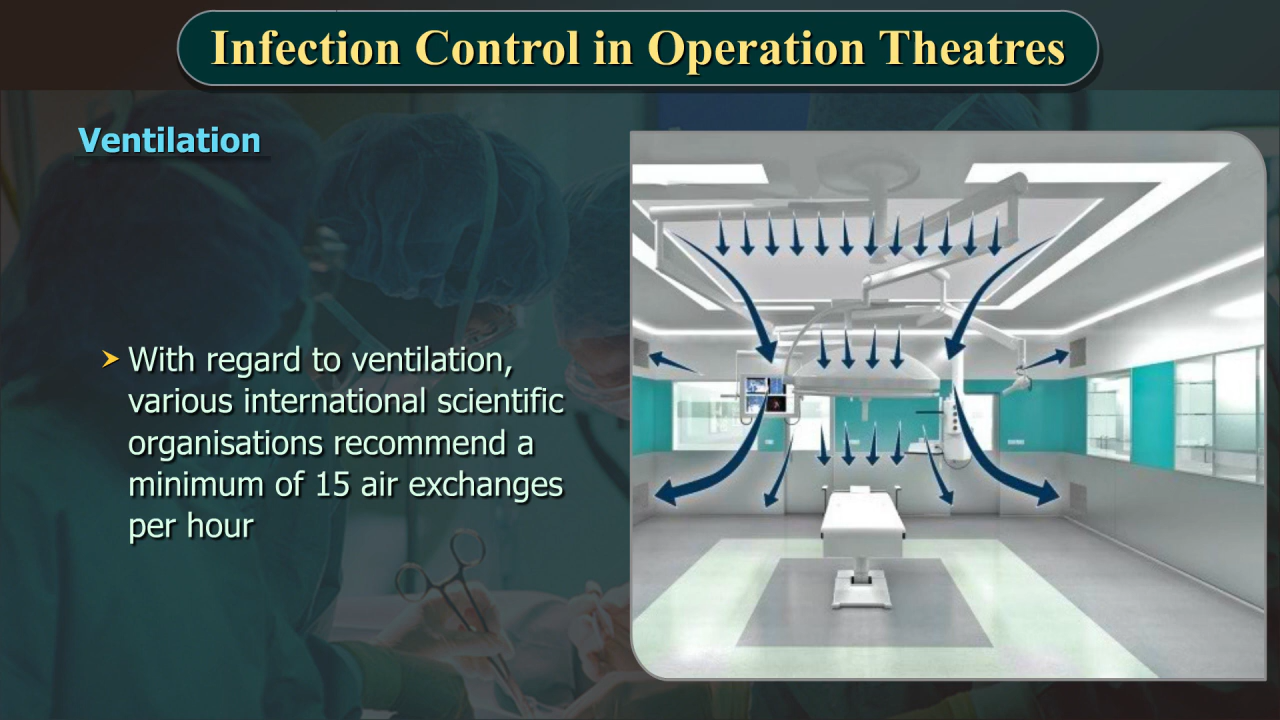 Infection Control in Operation Theatres
Ventilation
➤ With regard to ventilation,
various international scientific
organisations recommend a
minimum of 15 air exchanges
per hour